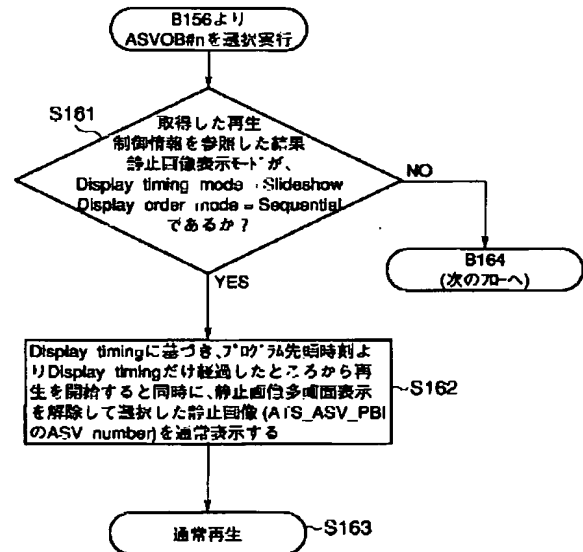 B156より
ASVOB#nを選択実行
S161
取得した再生
制御情報を参照した結果
静止画像表示モードが、
Display timing mode = Slideshow
Display order mode = Sequential
であるか?
NO
B164
(次のフローへ)
YES
Display timingに基づき、プログラム先頭時刻よ
りDisplay timingだけ経過したところから再
生を開始すると同時に、静止画像多画面表示
を解除して選択した静止画像(ATS_ASV_PBI
のASV number)を通常表示する
S162
通常再生
S163